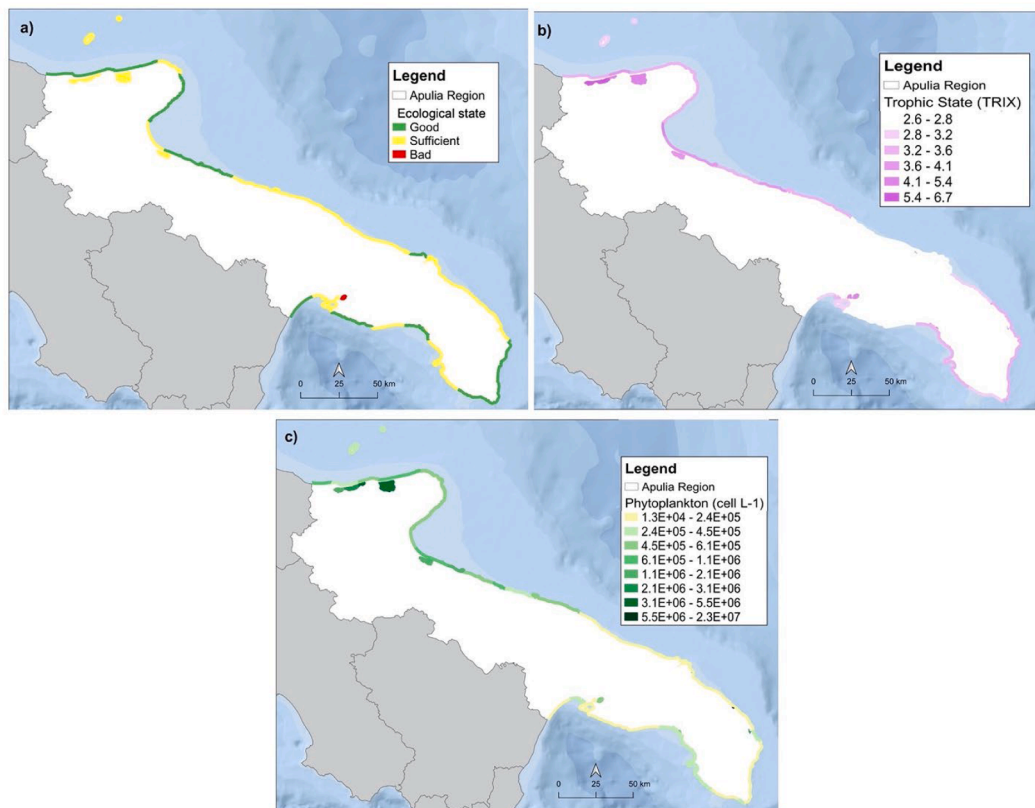 a)
Legend
Apulia Region
Ecological state
Good
Sufficient
Bad
0 25 50 km
b)
Legend
Apulia Region
Trophic State (TRIX)
2.6 - 2.8
2.8 - 3.2
3.2 - 3.6
3.6 - 4.1
4.1 - 5.4
5.4 - 6.7
0 25 50 km
c)
Legend
Apulia Region
Phytoplankton (cell L-1)
1.3E+04 - 2.4E+05
2.4E+05 - 4.5E+05
4.5E+05 - 6.1E+05
6.1E+05 - 1.1E+06
1.1E+06 - 2.1E+06
2.1E+06 - 3.1E+06
3.1E+06 - 5.5E+06
5.5E+06 - 2.3E+07
0 25 50 km